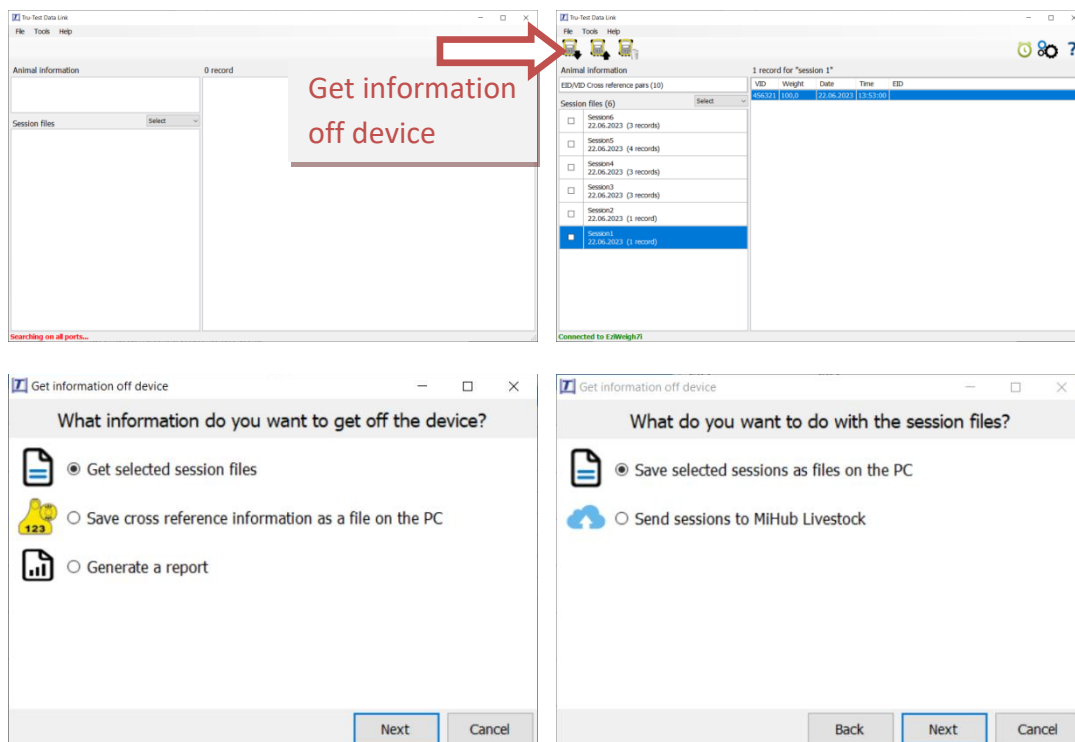 Tru-Test Data Link
File Tools Help
Animal information
0 record
Session files
Select
Searching on all ports...
Get information
off device
Tru-Test Data Link
File Tools Help
Animal information
1 record for "session 1"
EID/VID Cross reference pairs (10)
VID Weight Date Time EID
456321 100,0 22.06.2023 13:53:00
Session files (6)
Select
Session6
22.06.2023 (3 records)
Session5
22.06.2023 (4 records)
Session4
22.06.2023 (3 records)
Session3
22.06.2023 (3 records)
Session2
22.06.2023 (1 record)
Session1
22.06.2023 (1 record)
Connected to EziWeigh7i
Get information off device
What information do you want to get off the device?
Get selected session files
123
Save cross reference information as a file on the PC
Generate a report
Next
Cancel
Get information off device
What do you want to do with the session files?
Save selected sessions as files on the PC
Send sessions to MiHub Livestock
Back
Next
Cancel